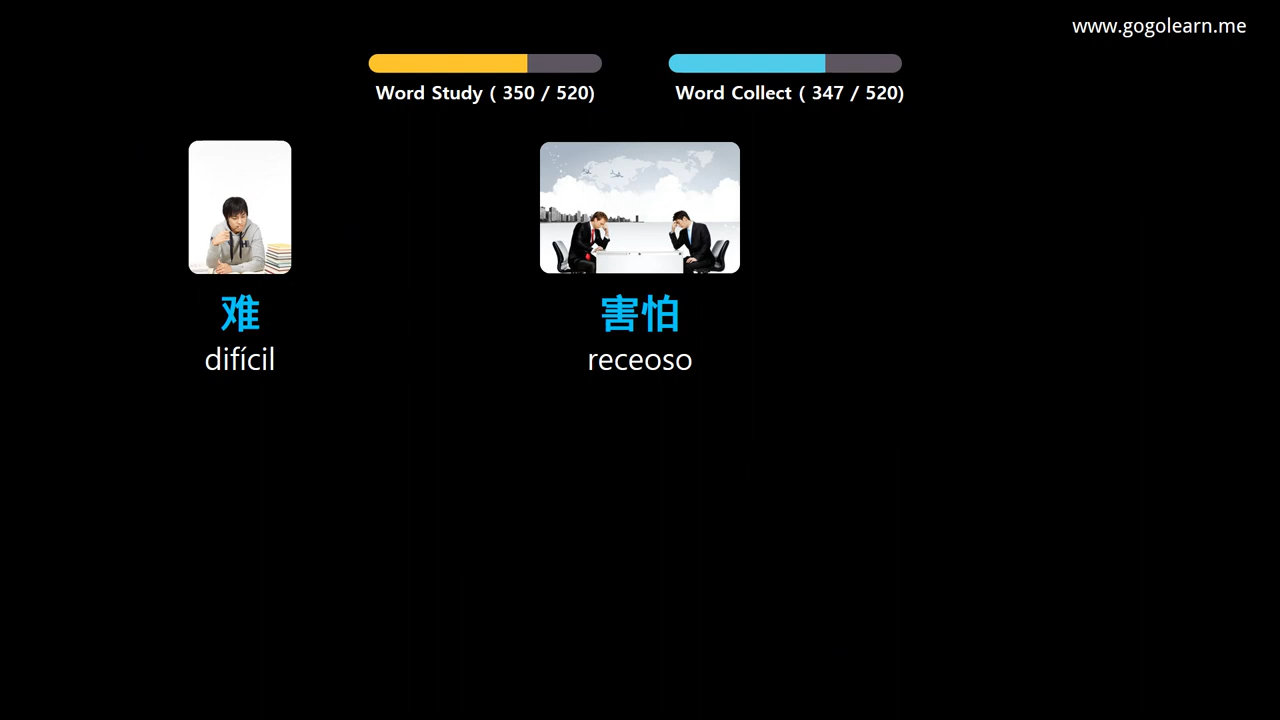 www.gogolearn.me
Word Study ( 350 / 520)
Word Collect ( 347 / 520)
难
difícil
害怕
receoso